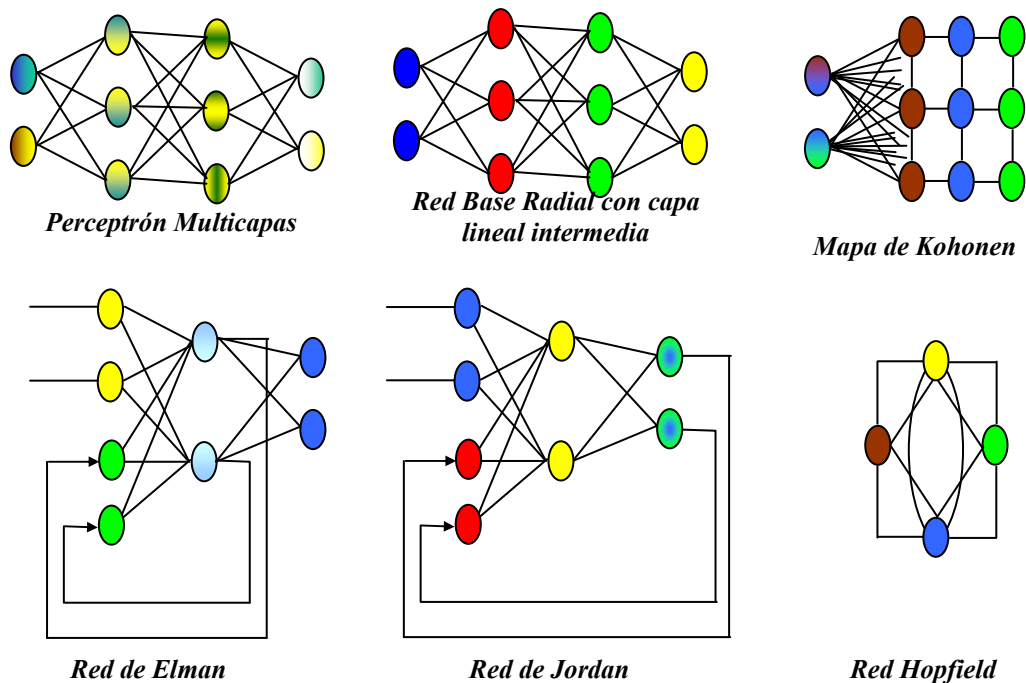 Perceptrón Multicapas
Red Base Radial con capa
lineal intermedia
Mapa de Kohonen
Red de Elman
Red de Jordan
Red Hopfield